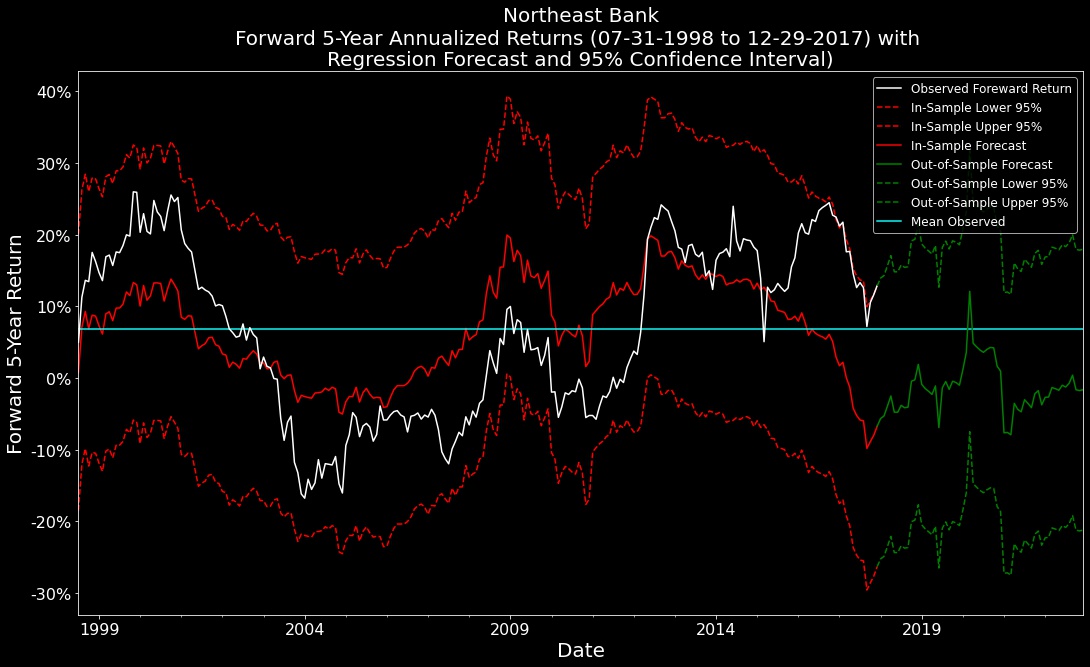 Northeast Bank
Forward 5-Year Annualized Returns (07-31-1998 to 12-29-2017) with
Regression Forecast and 95% Confidence Interval)
Forward 5-Year Return
40%
30%
20%
10%
0%
-10%
-20%
-30%
Observed Foreward Return
In-Sample Lower 95%
In-Sample Upper 95%
In-Sample Forecast
Out-of-Sample Forecast
Out-of-Sample Lower 95%
Out-of-Sample Upper 95%
Mean Observed
1999
2004
2009
2014
2019
Date